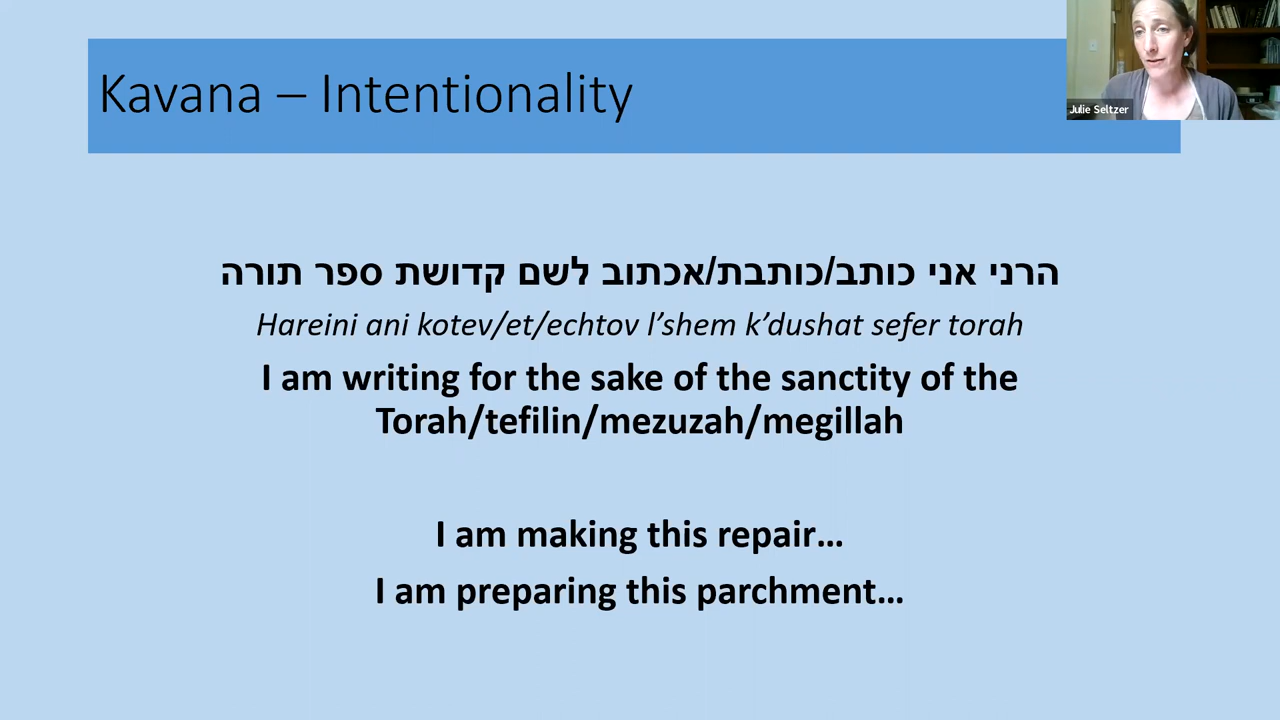 Kavana – Intentionality
Julie Seltzer
הרני אני כותב/כותבת/אכתוב לשם קדושת ספר תורה
Hareini ani kotev/et/echtov l’shem k’dushat sefer torah
I am writing for the sake of the sanctity of the
Torah/tefilin/mezuzah/megillah
I am making this repair…
I am preparing this parchment…